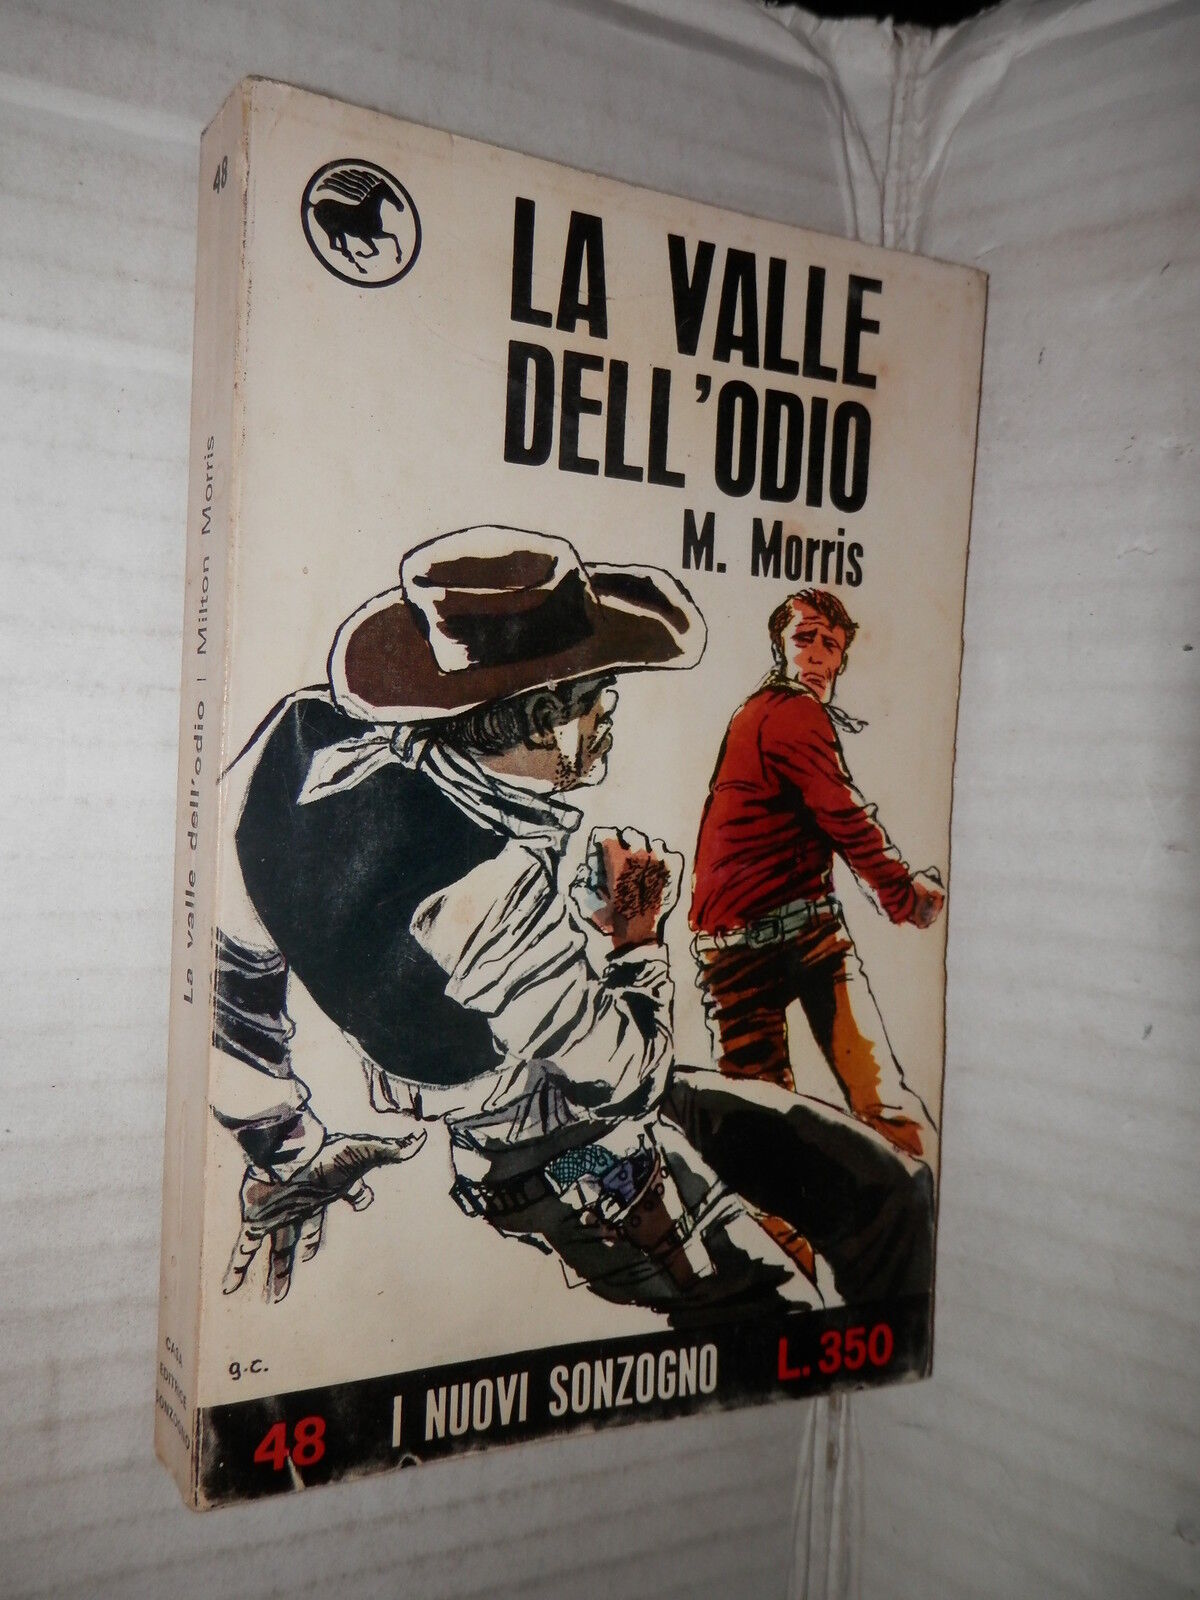 LA VALLE
DELL'ODIO
M. Morris
g.c.
48 I NUOVI SONZOGNO L.350
48
La valle dell'odio | Milton Morris
CASA
EDITRICE
SONZOGNO